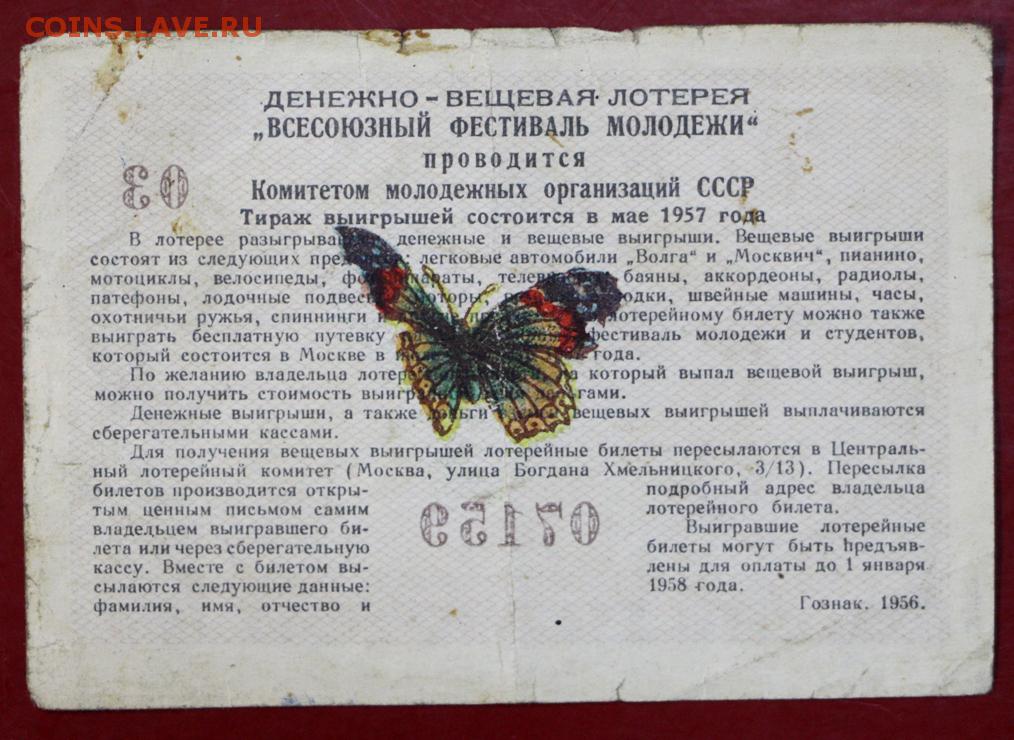 COINS.LAVE.RU
ДЕНЕЖНО-ВЕЩЕВАЯ ЛОТЕРЕЯ
„ВСЕСОЮЗНЫЙ ФЕСТИВАЛЬ МОЛОДЕЖИ“
проводится
Комитетом молодежных организаций СССР
03
Тираж выигрышей состоится в мае 1957 года
В лотерее денежные и вещевые выигрыши. Вещевые выигрыши
состоят из следующих легковые автомобили „Волга“ и „Москвич“, пианино,
мотоциклы, велосипеды, баяны, аккордеоны, радиолы,
патефоны, лодочные швейные машины, часы,
охотничьи ружья, спиннинги лотерейному билету можно также
выиграть бесплатную путевку фестиваль молодежи и студентов,
который состоится в Москве в года.
По желанию владельца который выпал вещевой выигрыш,
можно получить стоимость
Денежные выигрыши, а также вещевых выигрышей выплачиваются
сберегательными кассами.
Для получения вещевых выигрышей лотерейные билеты пересылаются в Централь-
ный лотерейный комитет (Москва, улица Богдана Хмельницкого, 3/13). Пересылка
билетов производится откры-
тым ценным письмом самим
владельцем выигравшего би-
лета или через сберегательную
кассу. Вместе с билетом вы-
сылаются следующие данные:
фамилия, имя, отчество и
07159
подробный адрес владельца
лотерейного билета.
Выигравшие лотерейные
билеты могут быть предъяв-
лены для оплаты до 1 января
1958 года.
Гознак. 1956.